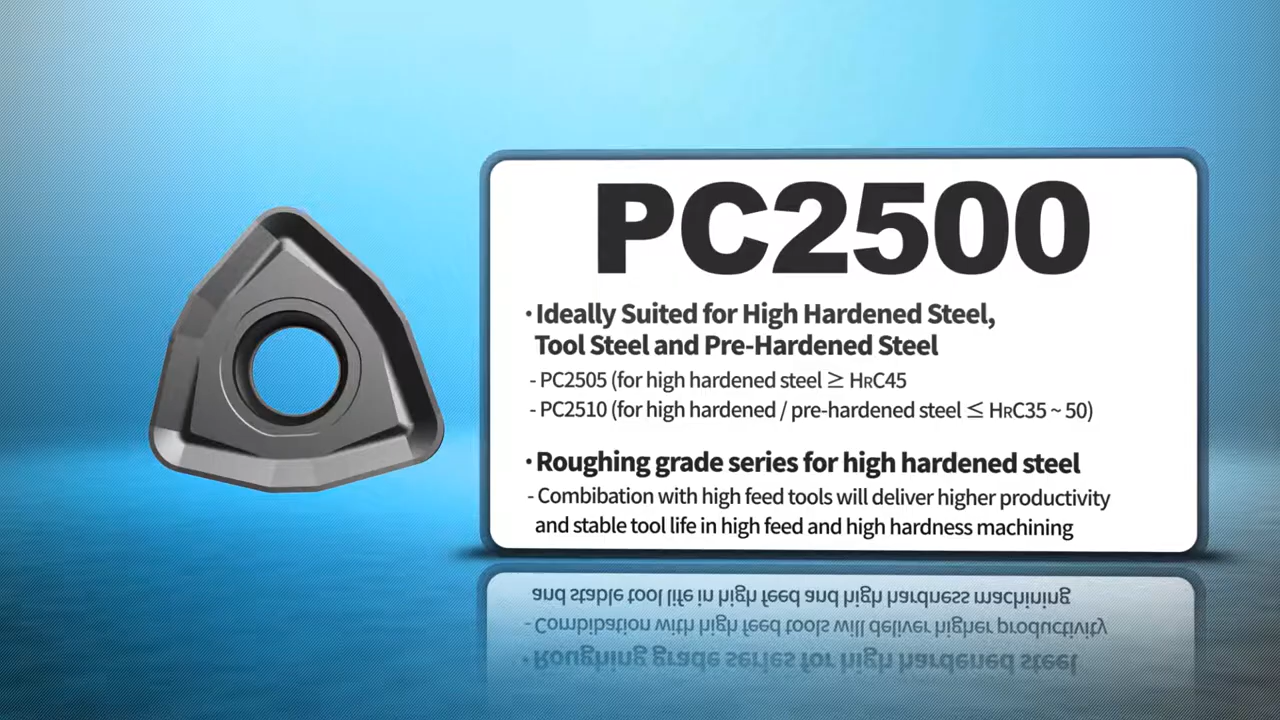 PC2500
·Ideally Suited for High Hardened Steel,
Tool Steel and Pre-Hardened Steel
- PC2505 (for high hardened steel ≥ HRC45
- PC2510 (for high hardened / pre-hardened steel ≤ HRC35 ~ 50)
·Roughing grade series for high hardened steel
- Combibation with high feed tools will deliver higher productivity
and stable tool life in high feed and high hardness machining